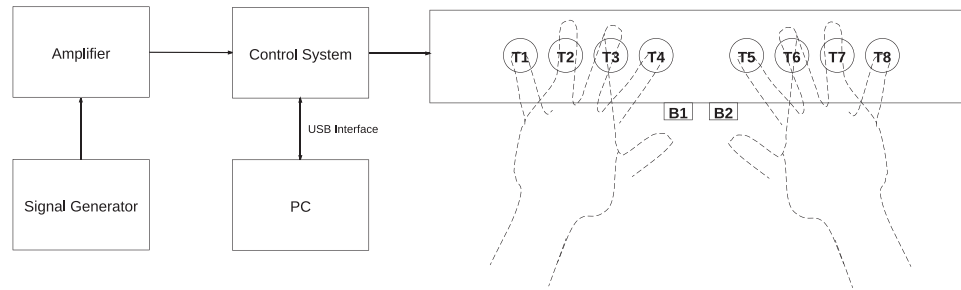 Amplifier
Control System
T1 T2 T3 T4 T5 T6 T7 T8
B1 B2
USB Interface
Signal Generator
PC